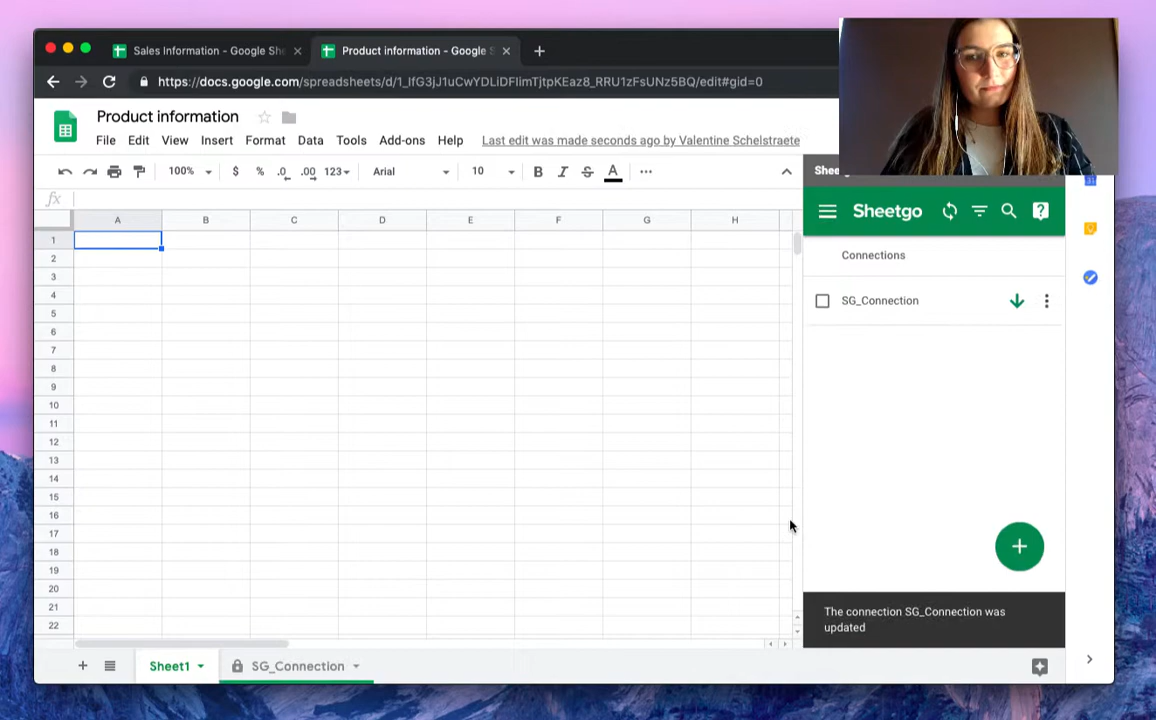 Sales Information - Google She
Product information - Google S
https://docs.google.com/spreadsheets/d/1_IfG3jJ1uCwYDLiDFIimTjtpKEaz8_RRU1zFsUNz5BQ/edit#gid=0
Product information
File Edit View Insert Format Data Tools Add-ons Help Last edit was made seconds ago by Valentine Schelstraete
100% $ % .0 .00 123 Arial 10 B I S A
Shee
fx
Sheetgo
A B C D E F G H
1
2
3
4
5
6
7
8
9
10
11
12
13
14
15
16
17
18
19
20
21
22
Connections
SG_Connection
The connection SG_Connection was
updated
Sheet1
SG_Connection